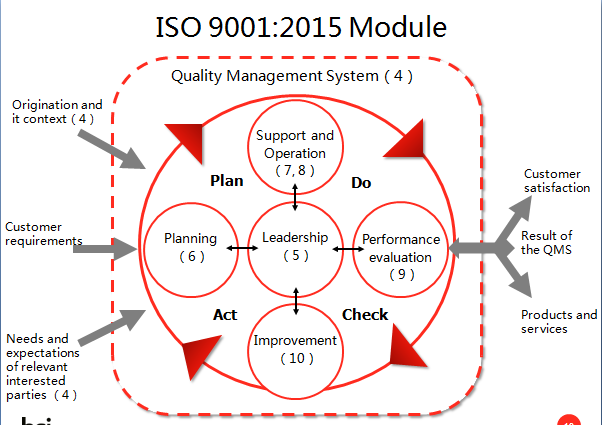 ISO 9001:2015 Module
Quality Management System ( 4 )
Origination and
it context ( 4 )
Support and
Operation
( 7, 8 )
Plan
Do
Customer
satisfaction
Customer
requirements
Planning
( 6 )
Leadership
( 5 )
Performance
evaluation
( 9 )
Result of
the QMS
Act
Check
Products and
services
Needs and
expectations
of relevant
interested
parties ( 4 )
Improvement
( 10 )